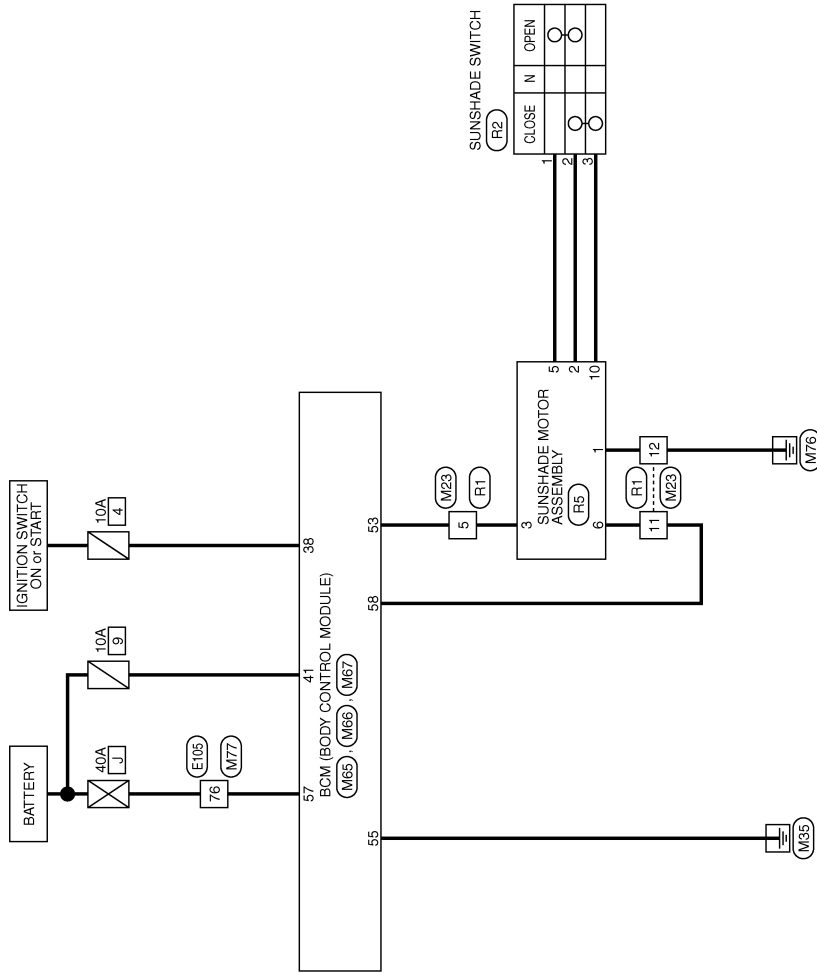 BATTERY
IGNITION SWITCH
ON or START
40A
J
10A
9
10A
4
E105
76
M77
57
41
38
BCM (BODY CONTROL MODULE)
M65 , M66 , M67
55
58
53
M23
5
R1
3
SUNSHADE MOTOR
ASSEMBLY
R5
5
2
10
6
1
R1
11
12
M23
M35
M76
SUNSHADE SWITCH
R2
CLOSE
N
OPEN
1
2
3